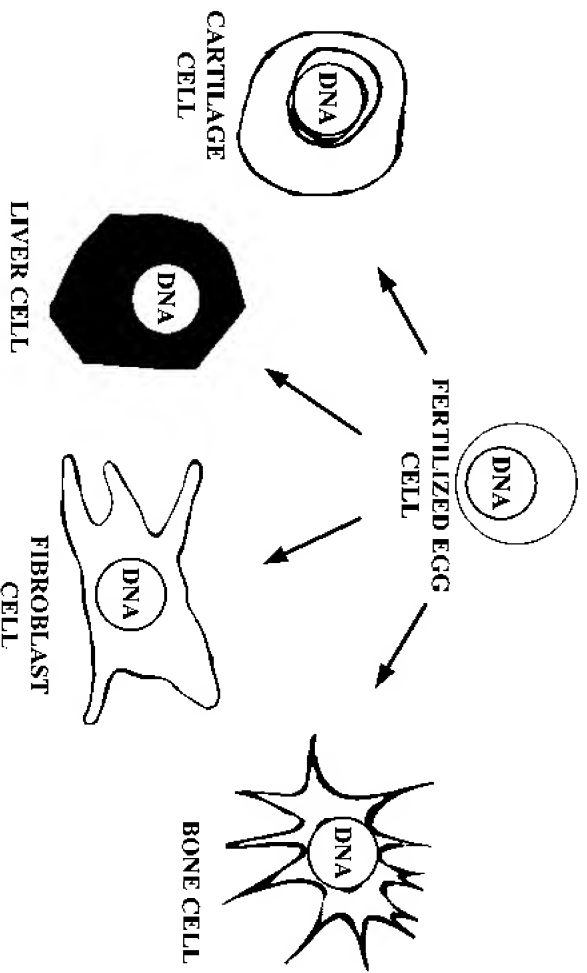 DNA
FERTILIZED EGG
CELL
DNA
CARTILAGE
CELL
DNA
LIVER CELL
DNA
FIBROBLAST
CELL
DNA
BONE CELL